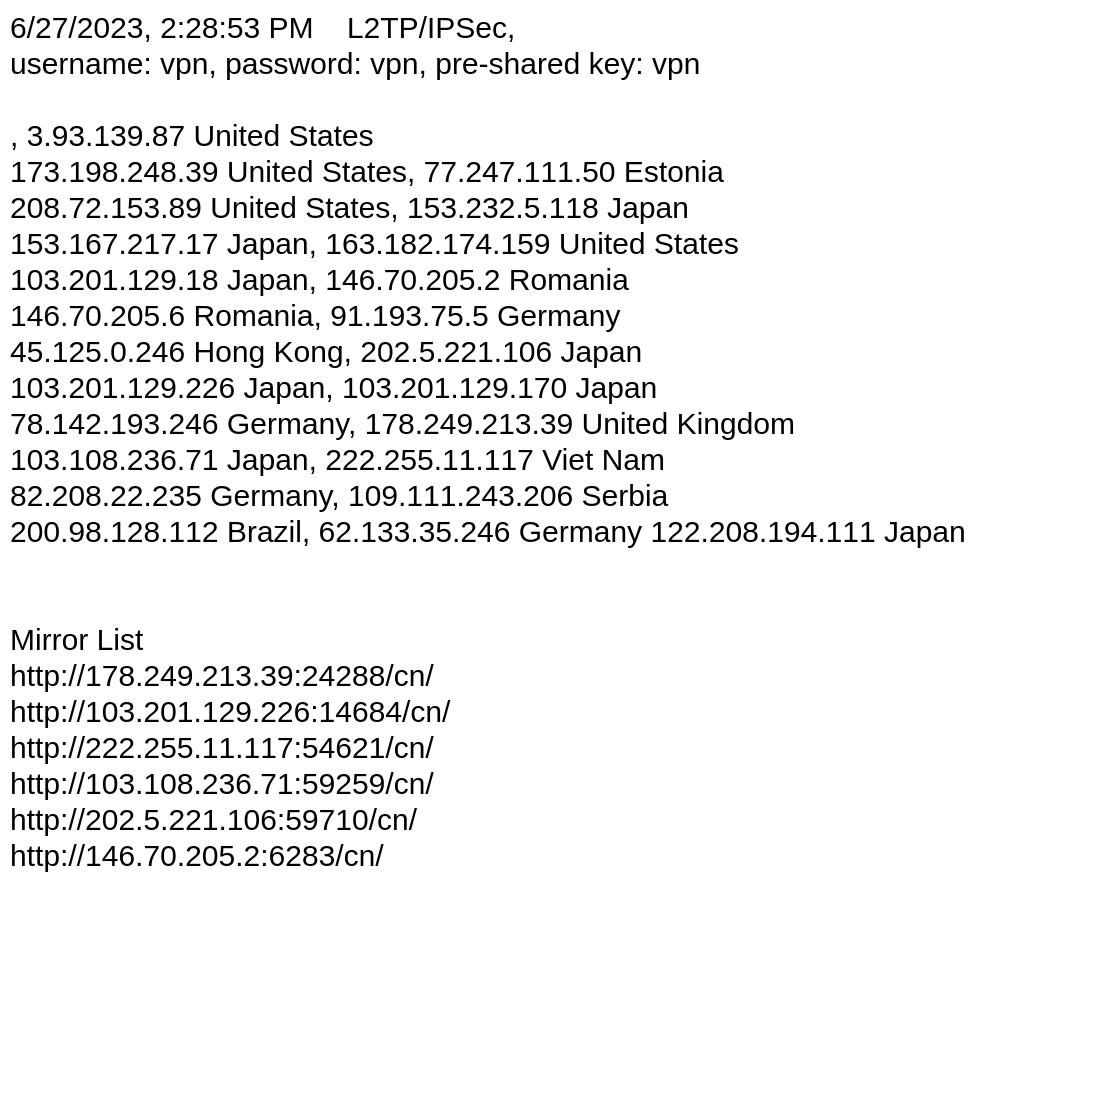 6/27/2023, 2:28:53 PM    L2TP/IPSec,
username: vpn, password: vpn, pre-shared key: vpn
, 3.93.139.87 United States
173.198.248.39 United States, 77.247.111.50 Estonia
208.72.153.89 United States, 153.232.5.118 Japan
153.167.217.17 Japan, 163.182.174.159 United States
103.201.129.18 Japan, 146.70.205.2 Romania
146.70.205.6 Romania, 91.193.75.5 Germany
45.125.0.246 Hong Kong, 202.5.221.106 Japan
103.201.129.226 Japan, 103.201.129.170 Japan
78.142.193.246 Germany, 178.249.213.39 United Kingdom
103.108.236.71 Japan, 222.255.11.117 Viet Nam
82.208.22.235 Germany, 109.111.243.206 Serbia
200.98.128.112 Brazil, 62.133.35.246 Germany 122.208.194.111 Japan
Mirror List
http://178.249.213.39:24288/cn/
http://103.201.129.226:14684/cn/
http://222.255.11.117:54621/cn/
http://103.108.236.71:59259/cn/
http://202.5.221.106:59710/cn/
http://146.70.205.2:6283/cn/